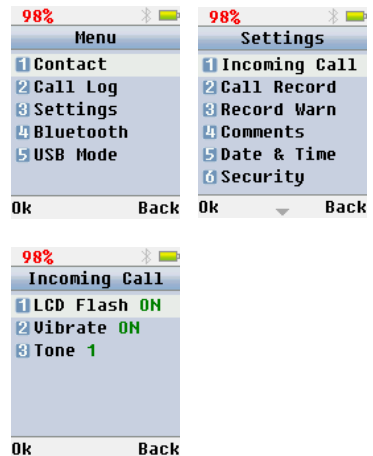 98%
Menu
1 Contact
2 Call Log
3 Settings
4 Bluetooth
5 USB Mode
Ok Back
98%
Settings
1 Incoming Call
2 Call Record
3 Record Warn
4 Comments
5 Date & Time
6 Security
Ok Back
98%
Incoming Call
1 LCD Flash ON
2 Vibrate ON
3 Tone 1
Ok Back